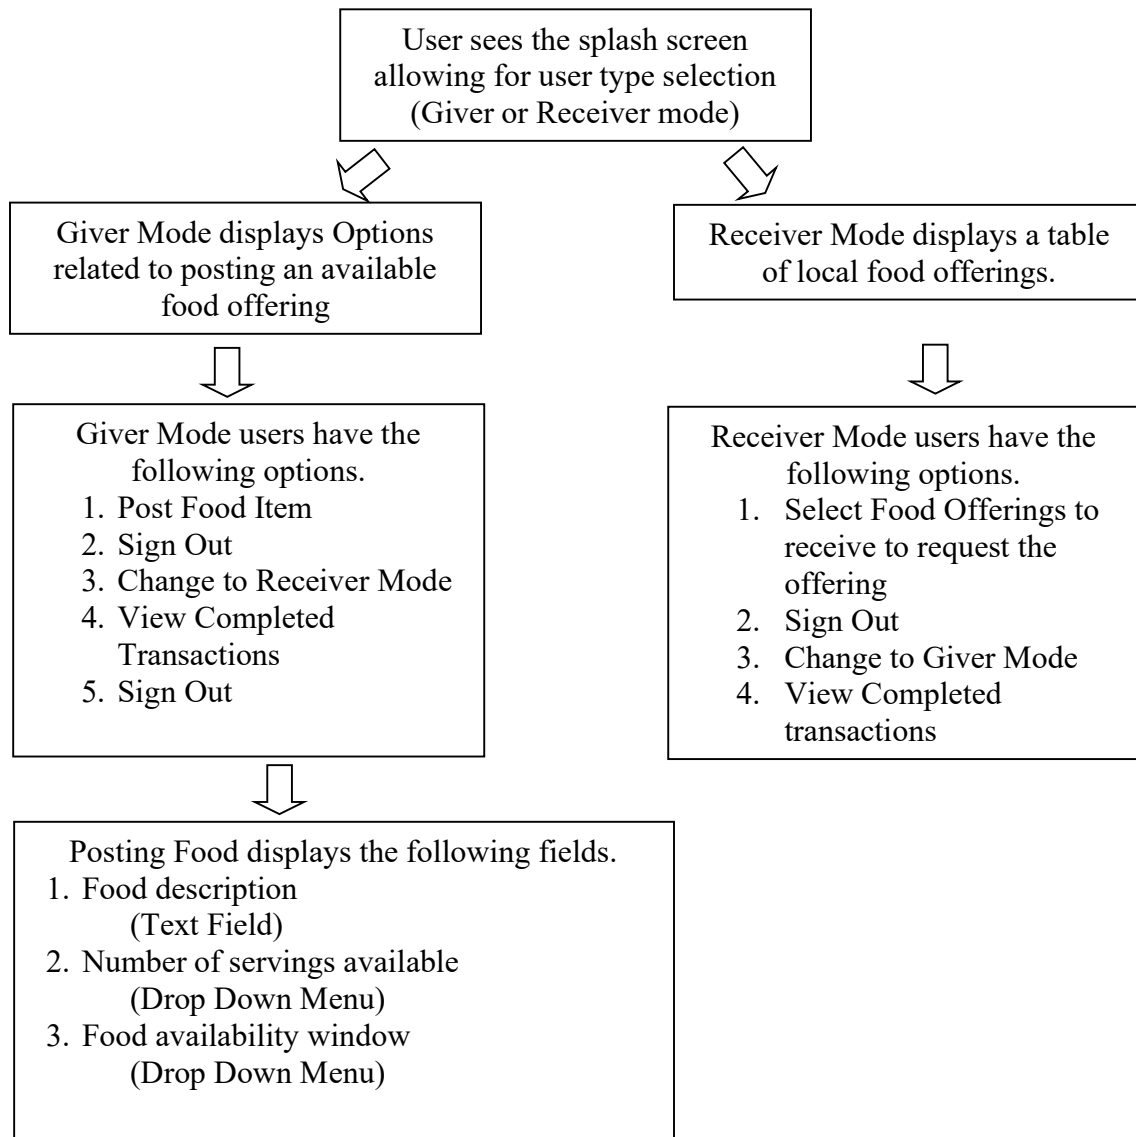 User sees the splash screen
allowing for user type selection
(Giver or Receiver mode)
Giver Mode displays Options
related to posting an available
food offering
Receiver Mode displays a table
of local food offerings.
Giver Mode users have the
following options.
1. Post Food Item
2. Sign Out
3. Change to Receiver Mode
4. View Completed
Transactions
5. Sign Out
Receiver Mode users have the
following options.
1. Select Food Offerings to
receive to request the
offering
2. Sign Out
3. Change to Giver Mode
4. View Completed
transactions
Posting Food displays the following fields.
1. Food description
(Text Field)
2. Number of servings available
(Drop Down Menu)
3. Food availability window
(Drop Down Menu)